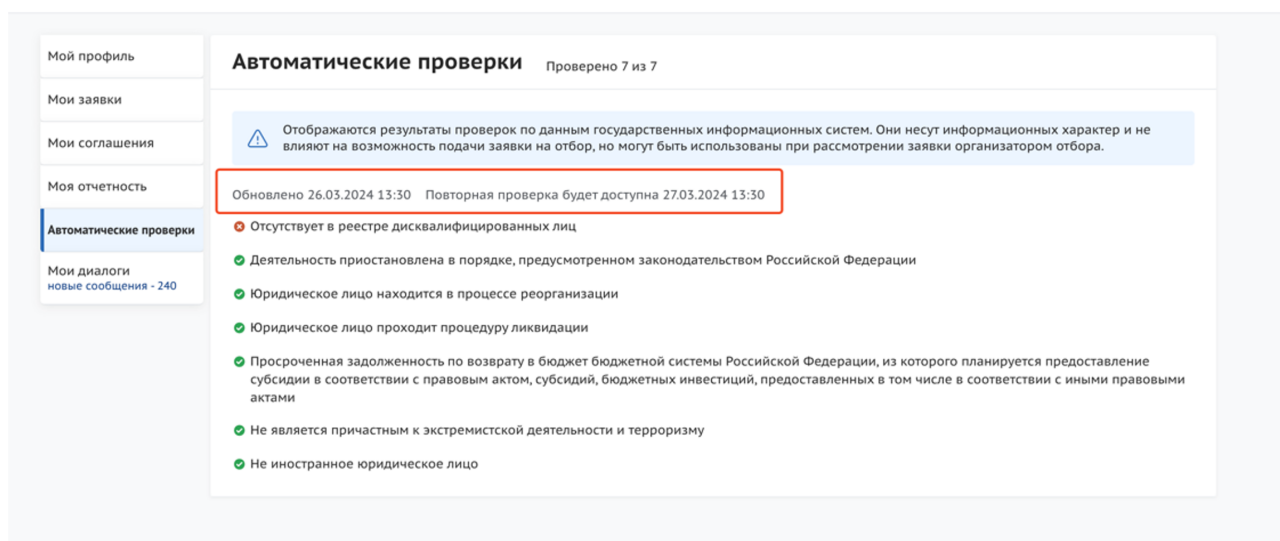 Мой профиль
Мои заявки
Мои соглашения
Моя отчетность
Автоматические проверки
Мои диалоги
новые сообщения - 240
Автоматические проверки Проверено 7 из 7
Отображаются результаты проверок по данным государственных информационных систем. Они несут информационных характер и не
влияют на возможность подачи заявки на отбор, но могут быть использованы при рассмотрении заявки организатором отбора.
Обновлено 26.03.2024 13:30 Повторная проверка будет доступна 27.03.2024 13:30
Отсутствует в реестре дисквалифицированных лиц
Деятельность приостановлена в порядке, предусмотренном законодательством Российской Федерации
Юридическое лицо находится в процессе реорганизации
Юридическое лицо проходит процедуру ликвидации
Просроченная задолженность по возврату в бюджет бюджетной системы Российской Федерации, из которого планируется предоставление
субсидии в соответствии с правовым актом, субсидий, бюджетных инвестиций, предоставленных в том числе в соответствии с иными правовыми
актами
Не является причастным к экстремистской деятельности и терроризму
Не иностранное юридическое лицо